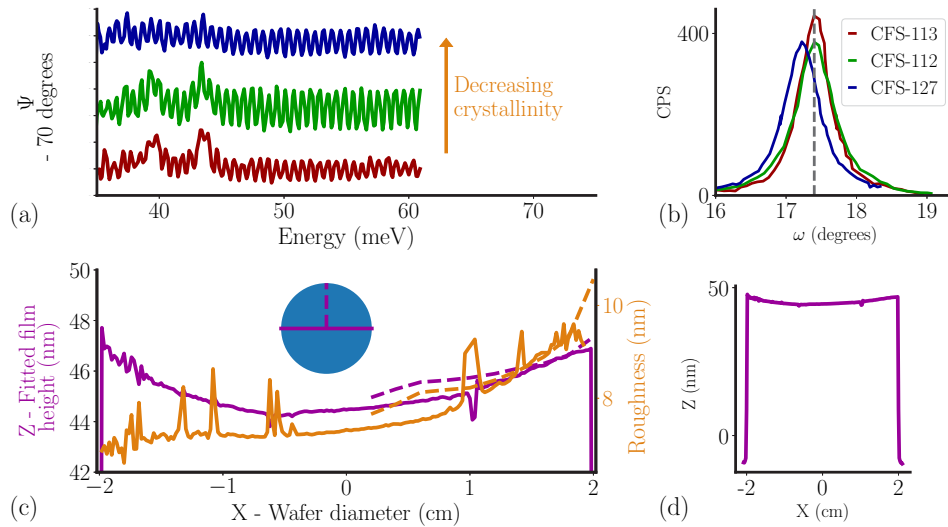 Ψ
- 70 degrees
Decreasing
crystallinity
40
50
60
70
Energy (meV)
(a)
400
0
CPS
CFS-113
CFS-112
CFS-127
16
17
18
19
ω (degrees)
(b)
50
48
46
44
42
Z - Fitted film
height (nm)
10
8
Roughness (nm)
−2
−1
0
1
2
X - Wafer diameter (cm)
(c)
50
0
Z (nm)
-2
0
2
X (cm)
(d)